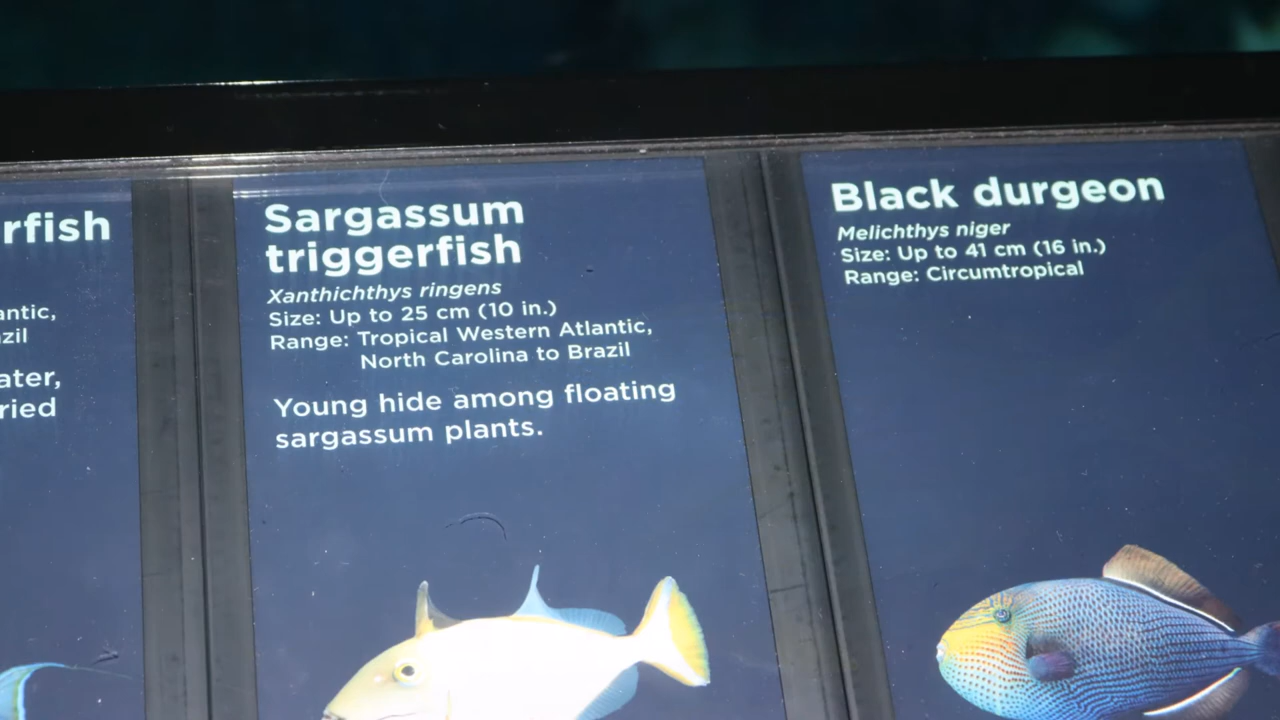 rfish
antic,
zil
ater,
ried
Sargassum
triggerfish
Xanthichthys ringens
Size: Up to 25 cm (10 in.)
Range: Tropical Western Atlantic,
North Carolina to Brazil
Young hide among floating
sargassum plants.
Black durgeon
Melichthys niger
Size: Up to 41 cm (16 in.)
Range: Circumtropical